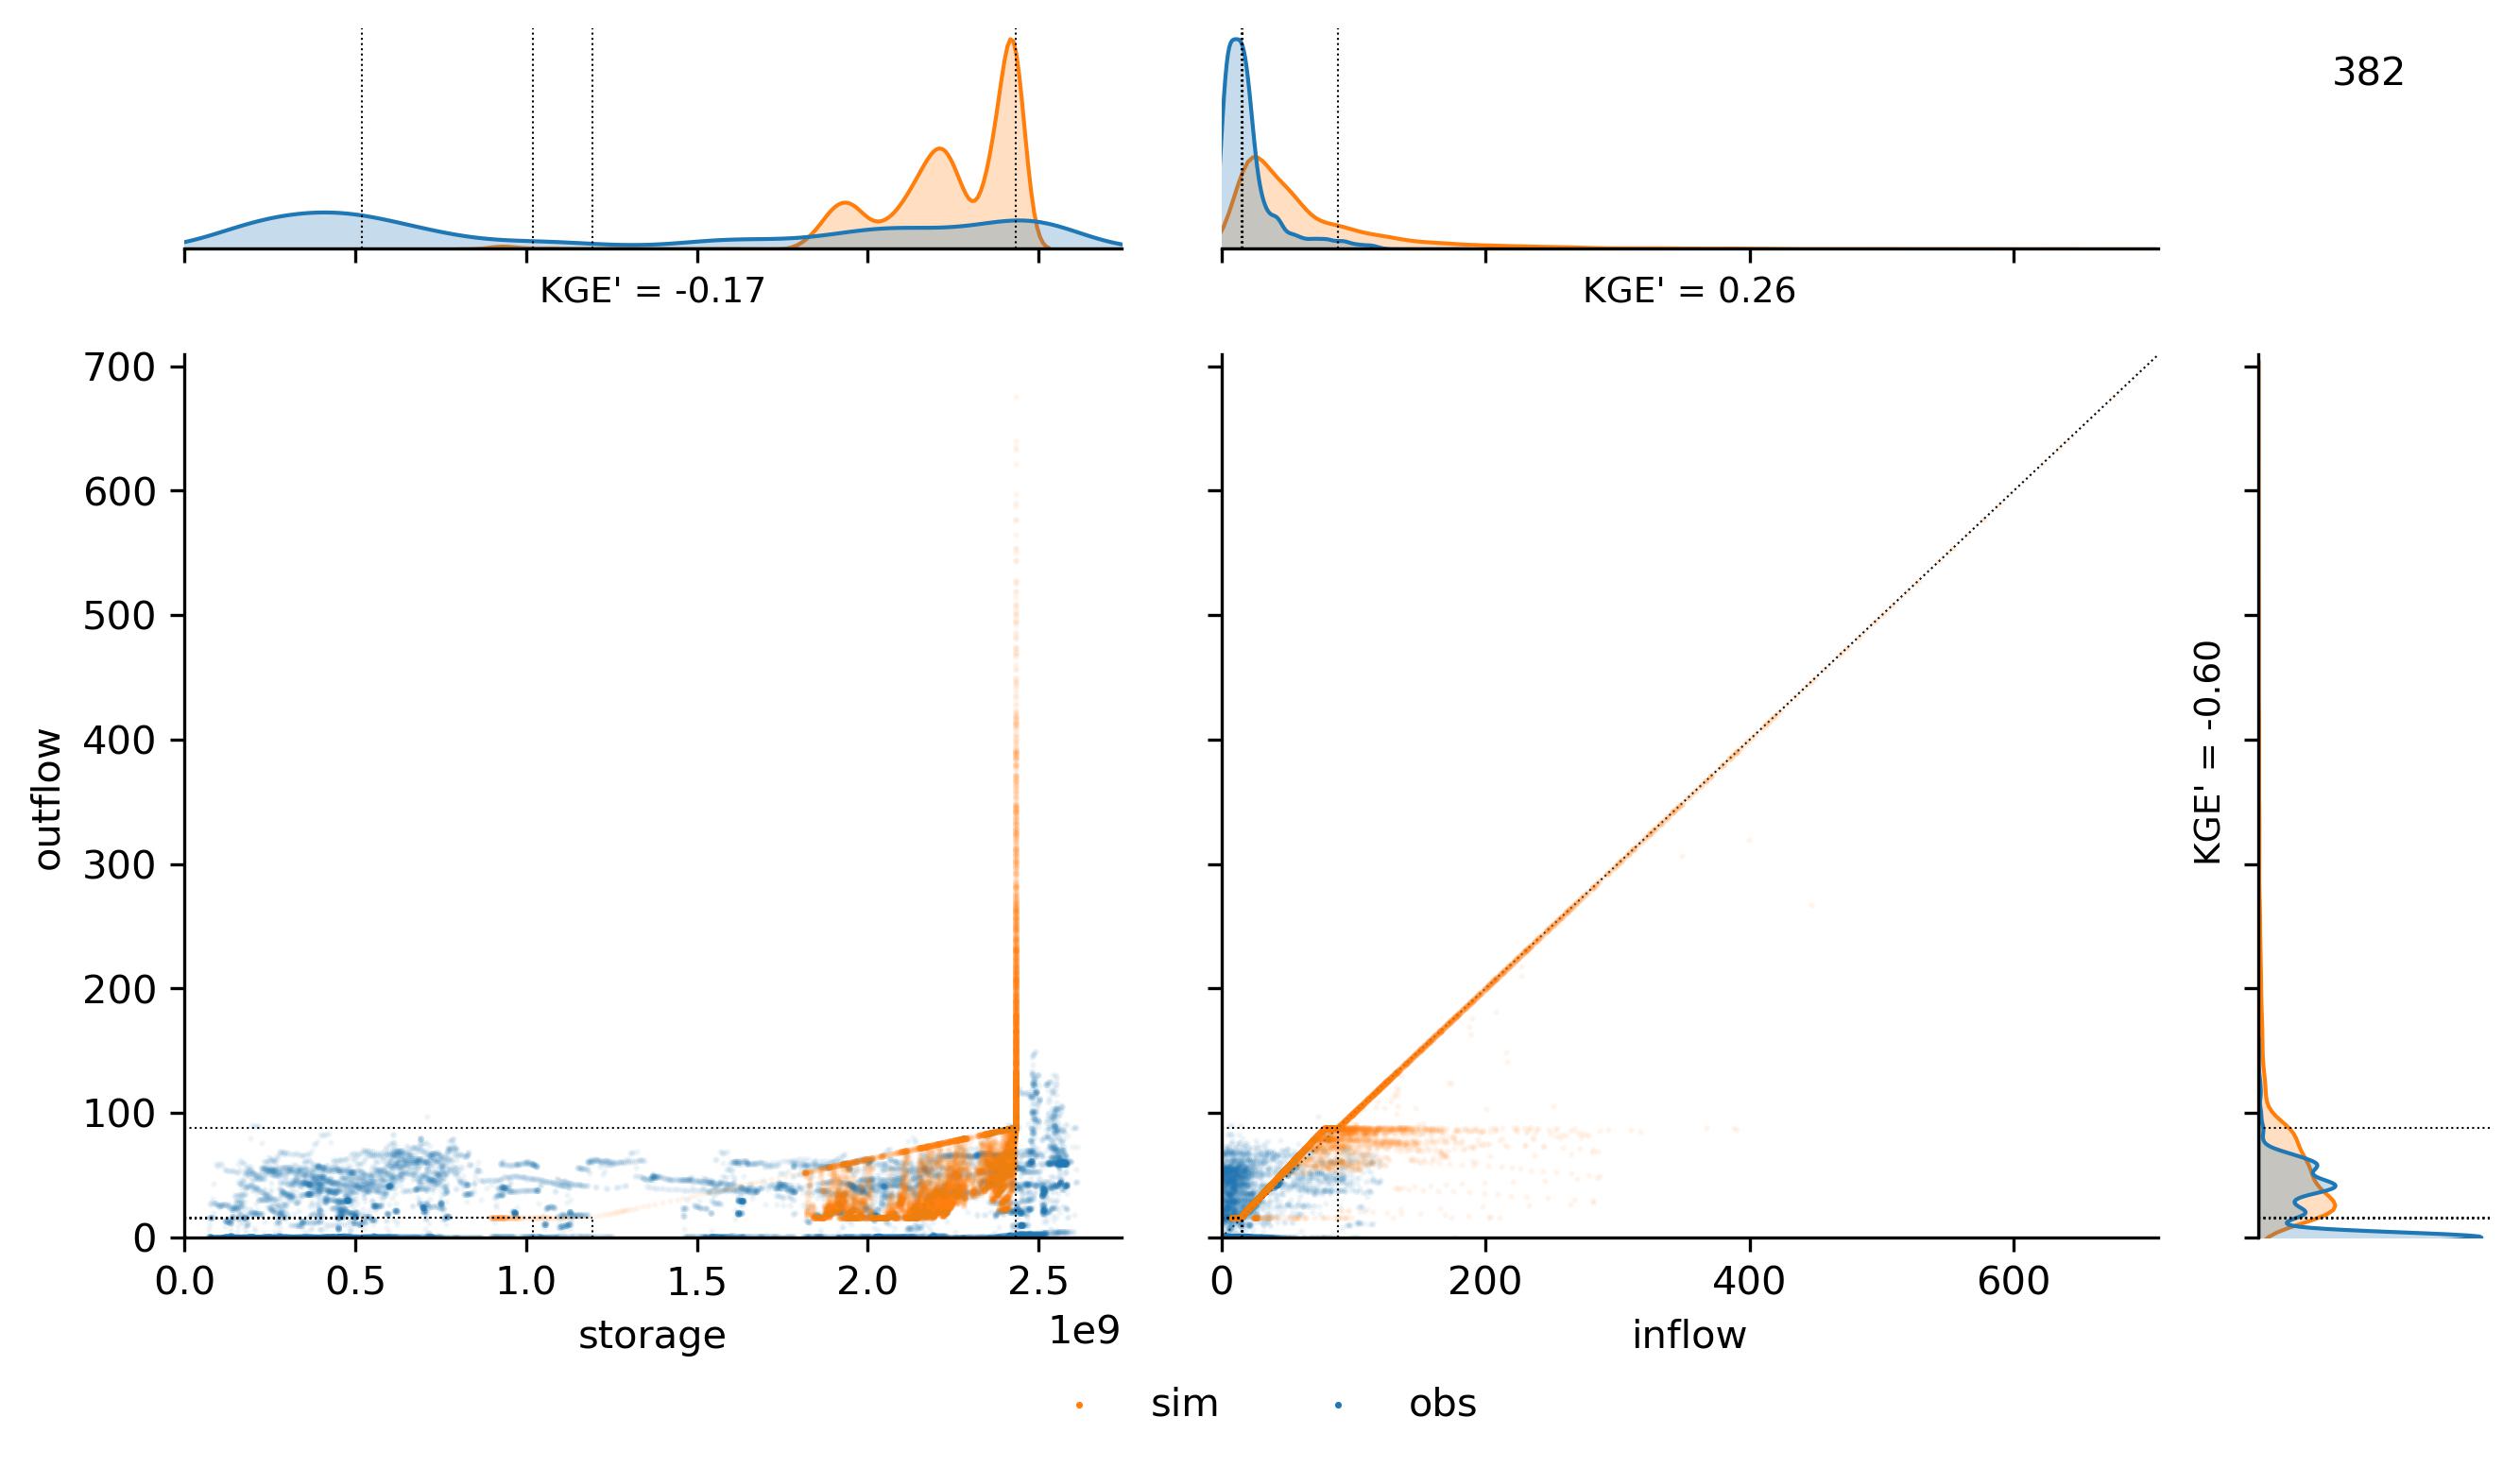 382
KGE' = -0.17
KGE' = 0.26
700
600
500
400
300
200
100
0
outflow
KGE' = -0.60
0.0 0.5 1.0 1.5 2.0 2.5
1e9
storage
0 200 400 600
inflow
sim obs